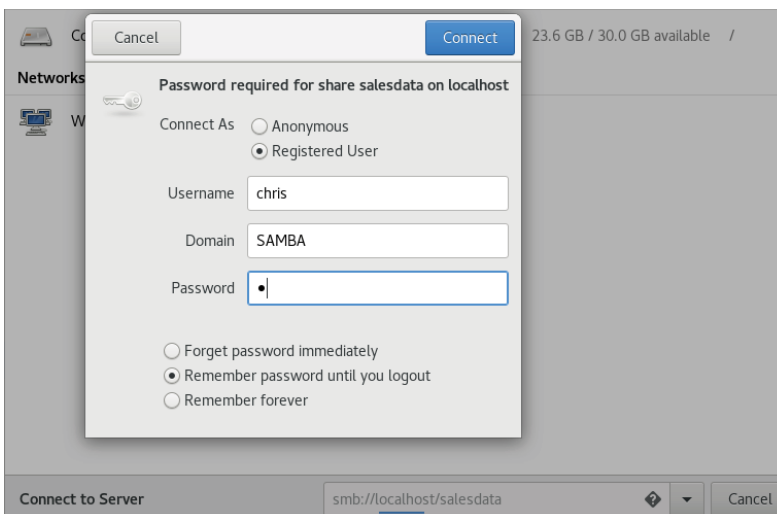 Cancel
Connect
23.6 GB / 30.0 GB available /
Networks
Password required for share salesdata on localhost
Connect As
Anonymous
Registered User
Username chris
Domain SAMBA
Password •
Forget password immediately
Remember password until you logout
Remember forever
Connect to Server smb://localhost/salesdata Cancel